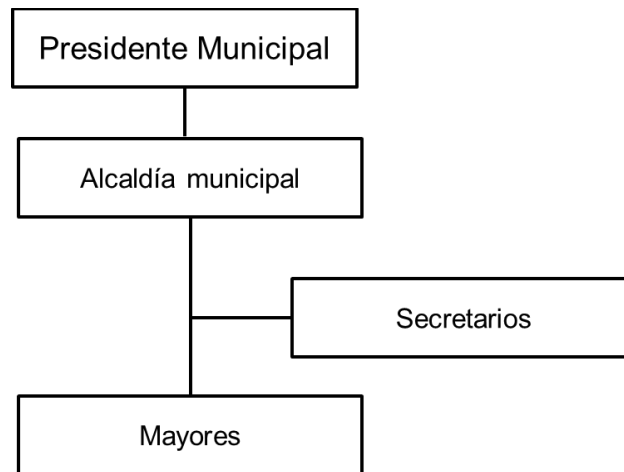 Presidente Municipal
Alcaldía municipal
Secretarios
Mayores